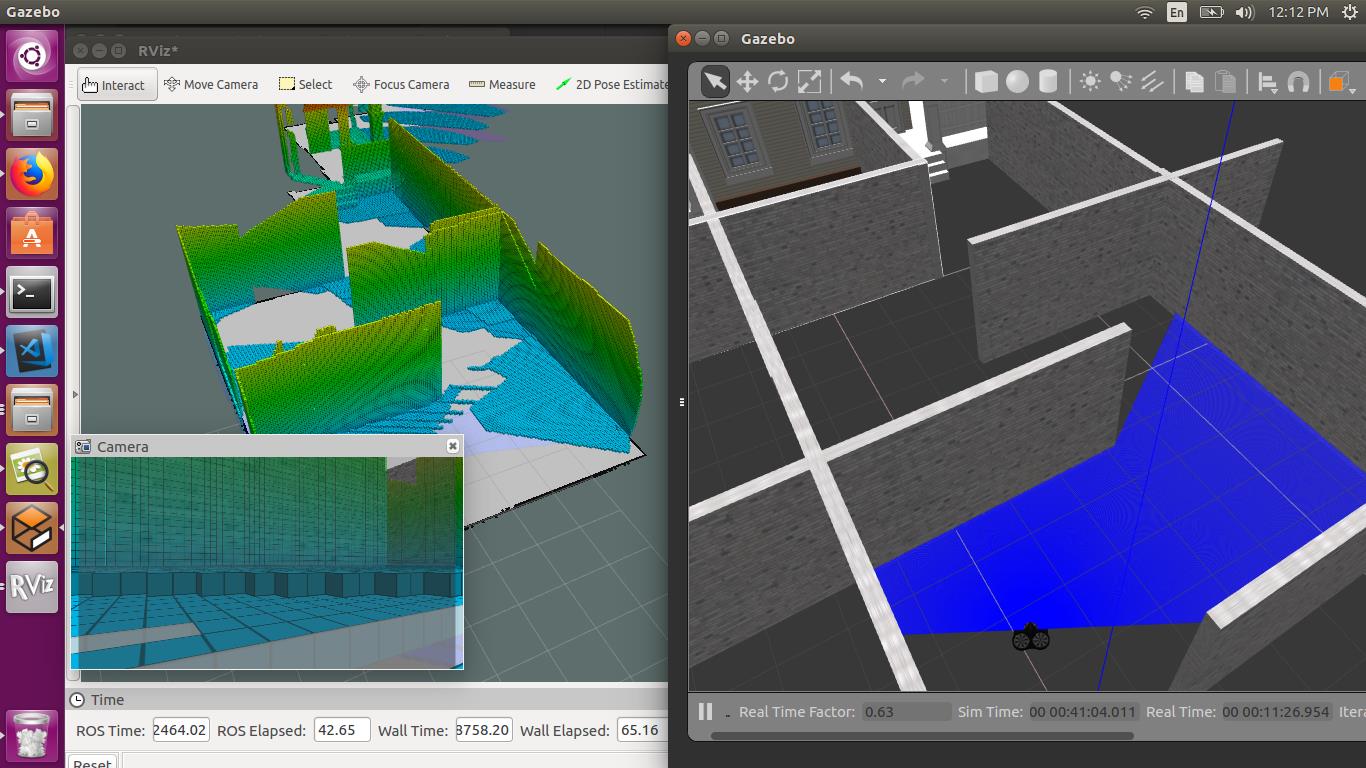 Gazebo
En
12:12 PM
RViz*
Interact
Move Camera
Select
Focus Camera
Measure
2D Pose Estimate
Gazebo
Camera
RViz
Time
ROS Time: 2464.02 ROS Elapsed: 42.65 Wall Time: 8758.20 Wall Elapsed: 65.16
Reset
Real Time Factor: 0.63 Sim Time: 00 00:41:04.011 Real Time: 00 00:11:26.954 Itera